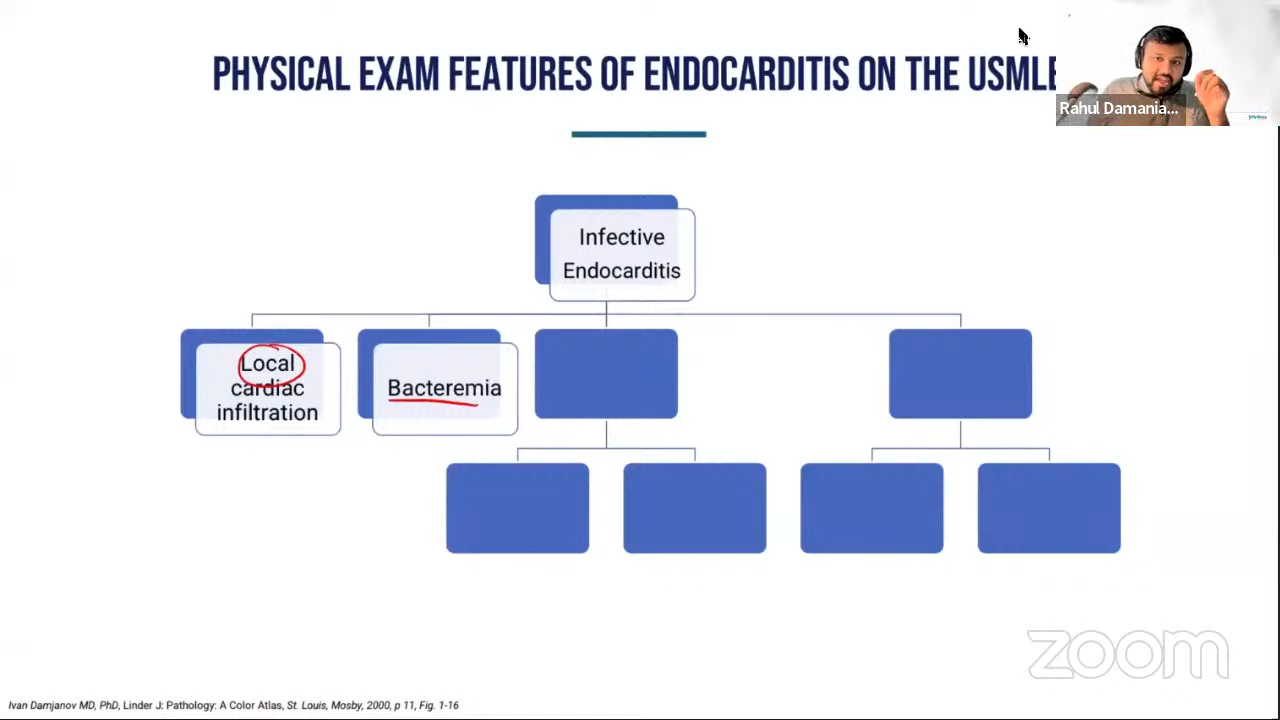 PHYSICAL EXAM FEATURES OF ENDOCARDITIS ON THE USMLE
Rahul Damania...
Infective
Endocarditis
Local
cardiac
infiltration
Bacteremia
zoom
Ivan Damjanov MD, PhD, Linder J: Pathology: A Color Atlas, St. Louis, Mosby, 2000, p 11, Fig. 1-16